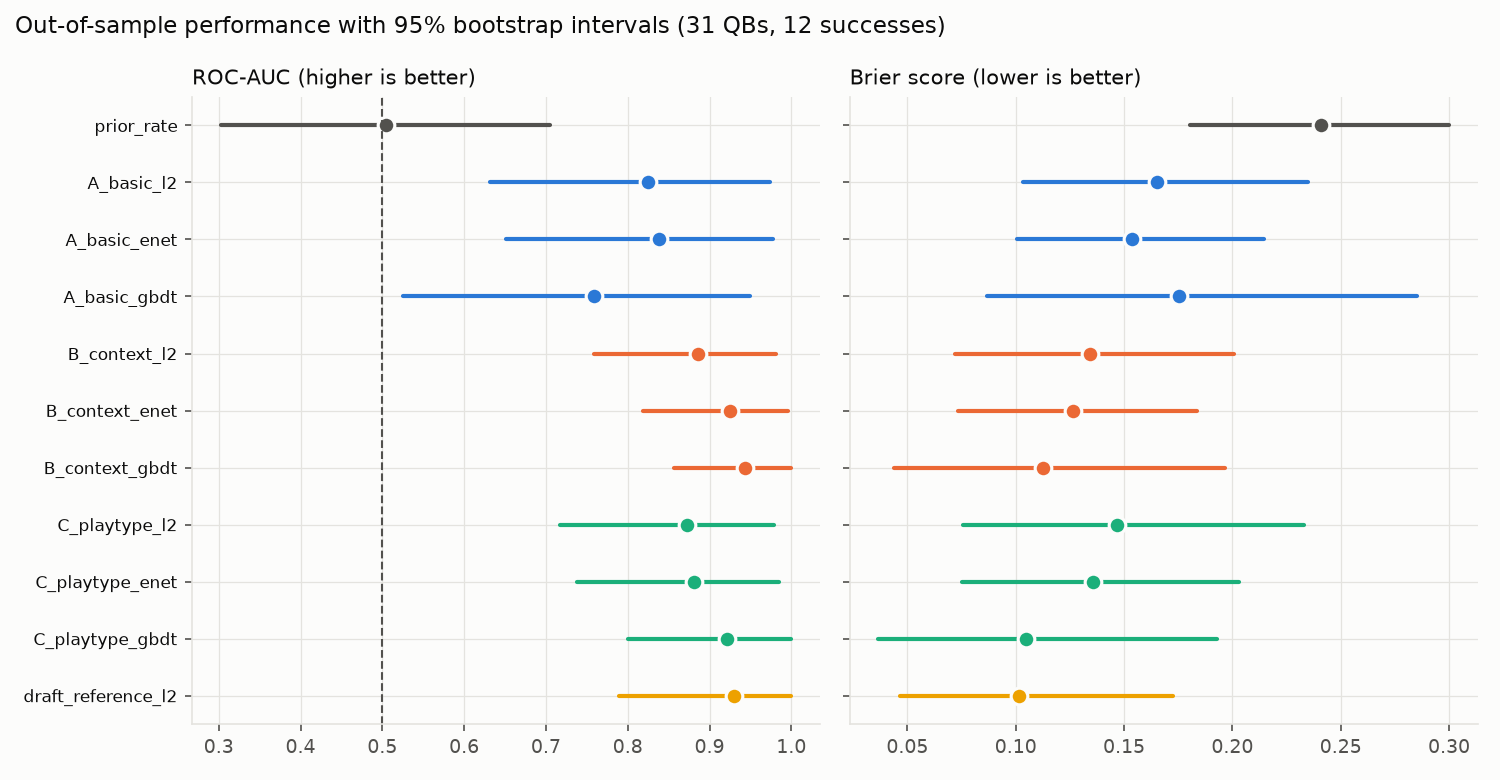 Out-of-sample performance with 95% bootstrap intervals (31 QBs, 12 successes)
ROC-AUC (higher is better)
Brier score (lower is better)
prior_rate
A_basic_l2
A_basic_enet
A_basic_gbdt
B_context_l2
B_context_enet
B_context_gbdt
C_playtype_l2
C_playtype_enet
C_playtype_gbdt
draft_reference_l2
0.3 0.4 0.5 0.6 0.7 0.8 0.9 1.0
0.05 0.10 0.15 0.20 0.25 0.30